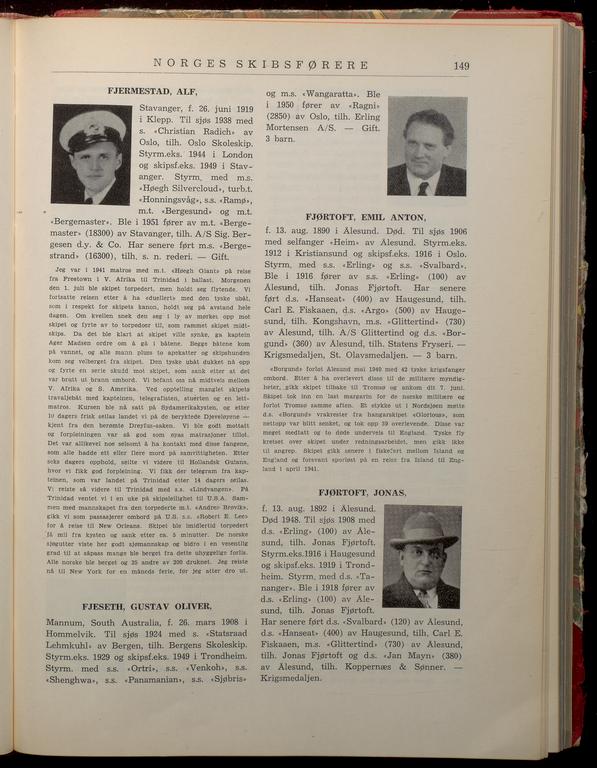 NORGES SKIBSFØRERE
149
FJERMESTAD, ALF,
Stavanger, f. 26. juni 1919
i Klepp. Til sjøs 1938 med
s. «Christian Radich» av
Oslo, tilh. Oslo Skoleskip.
Styrm.eks. 1944 i London
og skipsf.eks. 1949 i Stav-
anger. Styrm. med m.s.
«Høegh Silvercloud», turb.t.
«Honningsvåg», s.s. «Ramø»,
m.t. «Bergesund» og m.t.
«Bergemaster». Ble i 1951 fører av m.t. «Berge-
master» (18300) av Stavanger, tilh. A/S Sig. Ber-
gesen d.y. & Co. Har senere ført m.s. «Berge-
strand» (16300), tilh. s. n. rederi. — Gift.
Jeg var i 1941 matros med m.t. «Høegh Giant» på reise
fra Freetown i V. Afrika til Trinidad i ballast. Morgenen
den 1. juli ble skipet torpedert, men holdt seg flytende. Vi
fortsatte reisen etter å ha «duellert» med den tyske ubåt,
som i respekt for skipets kanon, holdt seg på avstand hele
dagen. Om kvelden snek den seg i ly av mørket opp mot
skipet og fyrte av to torpedoer til, som rammet skipet midt-
skips. Da det ble klart at skipet ville synke, ga kaptein
Ager Madsen ordre om å gå i båtene. Begge båtene kom
på vannet, og alle mann pluss to apekatter og skipshunden
kom seg velberget fra skipet. Den tyske ubåt dukket nå opp
og fyrte en serie skudd mot skipet, som sank etter at det
var brutt ut brann ombord. Vi befant oss nå midtveis mellom
V. Afrika og S. Amerika. Ved opptelling manglet skipets
travaljebåt med kapteinen, telegrafisten, stuerten og en lett-
matros. Kursen ble nå satt på Sydamerikakysten, og etter
10 dagers frisk seilas landet vi på de beryktede Djeveløyene —
kjent fra den berømte Dreyfus-saken. Vi ble godt mottatt
og forpleiningen var så god som øyas matrasjoner tillot.
Det var allikevel noe selsomt å ha kontakt med disse fangene,
som alle hadde ett eller flere mord på samvittigheten. Etter
seks dagers opphold, seilte vi videre til Hollandsk Guiana,
hvor vi fikk god forpleining. Vi fikk der telegram fra kap-
teinen, som var landet på Trinidad etter 14 dagers seilas.
Vi reiste så videre til Trinidad med s.s. «Lindvangen». På
Trinidad ventet vi i en uke på skipsleilighet til U.S.A. Sam-
men med mannskapet fra den torpederte m.t. «Andrea Brøvik»,
gikk vi som passasjerer ombord på U.S. s.s. «Robert E. Lee»
for å reise til New Orleans. Skipet ble imidlertid torpedert
få mil fra kysten og sank etter ca. 5 minutter. De norske
sjøgutter viste her godt sjømannskap og bidro i en vesentlig
grad til at såpass mange ble berget fra dette uhyggelige forlis.
Alle norske ble berget og 25 andre av 200 druknet. Jeg reiste
nå til New York for en måneds ferie, før jeg atter dro ut.
FJESETH, GUSTAV OLIVER,
Mannum, South Australia, f. 26. mars 1908 i
Hommelvik. Til sjøs 1924 med s. «Statsraad
Lehmkuhl» av Bergen, tilh. Bergens Skoleskip.
Styrm.eks. 1929 og skipsf.eks. 1949 i Trondheim.
Styrm. med s.s. «Ortri», s.s. «Venkoh», s.s.
«Shenghwa», s.s. «Panamanian», s.s. «Sjøbris»
og m.s. «Wangaratta». Ble
i 1950 fører av «Ragni»
(2850) av Oslo, tilh. Erling
Mortensen A/S. — Gift.
3 barn.
FJØRTOFT, EMIL ANTON,
f. 13. aug. 1890 i Ålesund. Død. Til sjøs 1906
med selfanger «Heim» av Ålesund. Styrm.eks.
1912 i Kristiansund og skipsf.eks. 1916 i Oslo.
Styrm. med s.s. «Erling» og s.s. «Svalbard».
Ble i 1916 fører av s.s. «Erling» (100) av
Ålesund, tilh. Jonas Fjørtoft. Har senere
ført d.s. «Hanseat» (400) av Haugesund, tilh.
Carl E. Fiskaaen, d.s. «Argo» (500) av Hauge-
sund, tilh. Kongshavn, m.s. «Glittertind» (730)
av Ålesund, tilh. A/S Glittertind og d.s. «Bor-
gund» (360) av Ålesund, tilh. Statens Fryseri. —
Krigsmedaljen, St. Olavsmedaljen. — 3 barn.
«Borgund» forlot Ålesund mai 1940 med 42 tyske krigsfanger
ombord. Etter å ha overlevert disse til de militære myndig-
heter, gikk skipet tilbake til Tromsø og ankom dit 7. juni.
Skipet tok inn en last margarin for de norske militære og
forlot Tromsø samme aften. Et stykke ut i Nordsjøen møtte
d.s. «Borgund» vrakrester fra hangarskipet «Glorious», som
nettopp var blitt senket, og tok opp 39 overlevende. Disse var
meget medtatt og to døde underveis til England. Tyske fly
kretset over skipet under redningsarbeidet, men gikk ikke
til angrep. Skipet gikk senere i fiskefart mellom Island og
England og forsvant sporløst på en reise fra Island til Eng-
land 1 april 1941.
FJØRTOFT, JONAS,
f. 13. aug. 1892 i Ålesund.
Død 1948. Til sjøs 1908 med
d.s. «Erling» (100) av Åle-
sund, tilh. Jonas Fjørtoft.
Styrm.eks.1916 i Haugesund
og skipsf.eks. 1919 i Trond-
heim. Styrm. med d.s. «Ta-
nanger». Ble i 1918 fører av
d.s. «Erling» (100) av Åle-
sund, tilh. Jonas Fjørtoft.
Har senere ført d.s. «Svalbard» (120) av Ålesund,
d.s. «Hanseat» (400) av Haugesund, tilh. Carl E.
Fiskaaen, m.s. «Glittertind» (730) av Ålesund,
tilh. Jonas Fjørtoft og d.s. «Jan Mayn» (380)
av Ålesund, tilh. Koppernæs & Sønner. —
Krigsmedaljen.